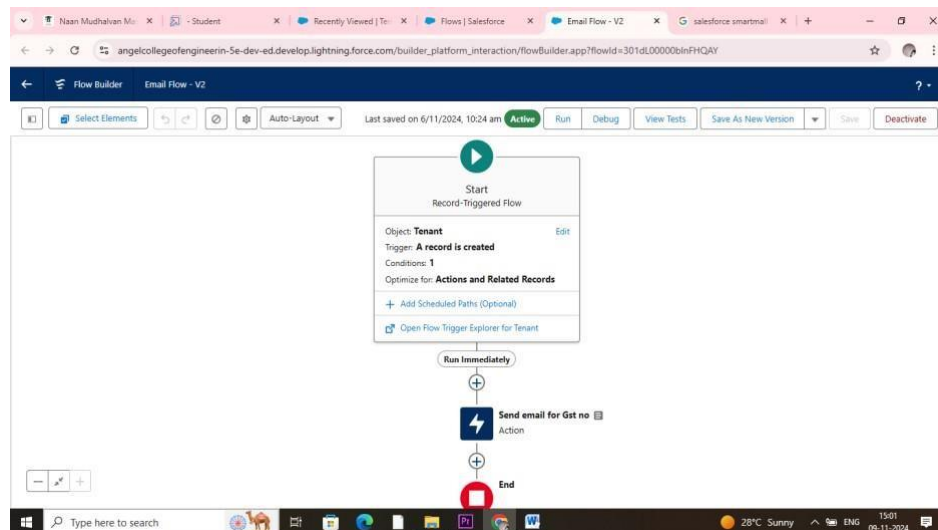 Naan Mudhalvan Ma
- Student
Recently Viewed | Te
Flows | Salesforce
Email Flow - V2
salesforce smartmail
angelcollegeofengineerin-5e-dev-ed.develop.lightning.force.com/builder_platform_interaction/flowBuilder.app?flowId=301dL00000bInFHQAY
Flow Builder Email Flow - V2 ?
Select Elements Auto-Layout Last saved on 6/11/2024, 10:24 am Active Run Debug View Tests Save As New Version Save Deactivate
Start
Record-Triggered Flow
Object: Tenant Edit
Trigger: A record is created
Conditions: 1
Optimize for: Actions and Related Records
+ Add Scheduled Paths (Optional)
Open Flow Trigger Explorer for Tenant
Run Immediately
Send email for Gst no
Action
End
Type here to search Pr W 28°C Sunny ENG 15:01
09-11-2024